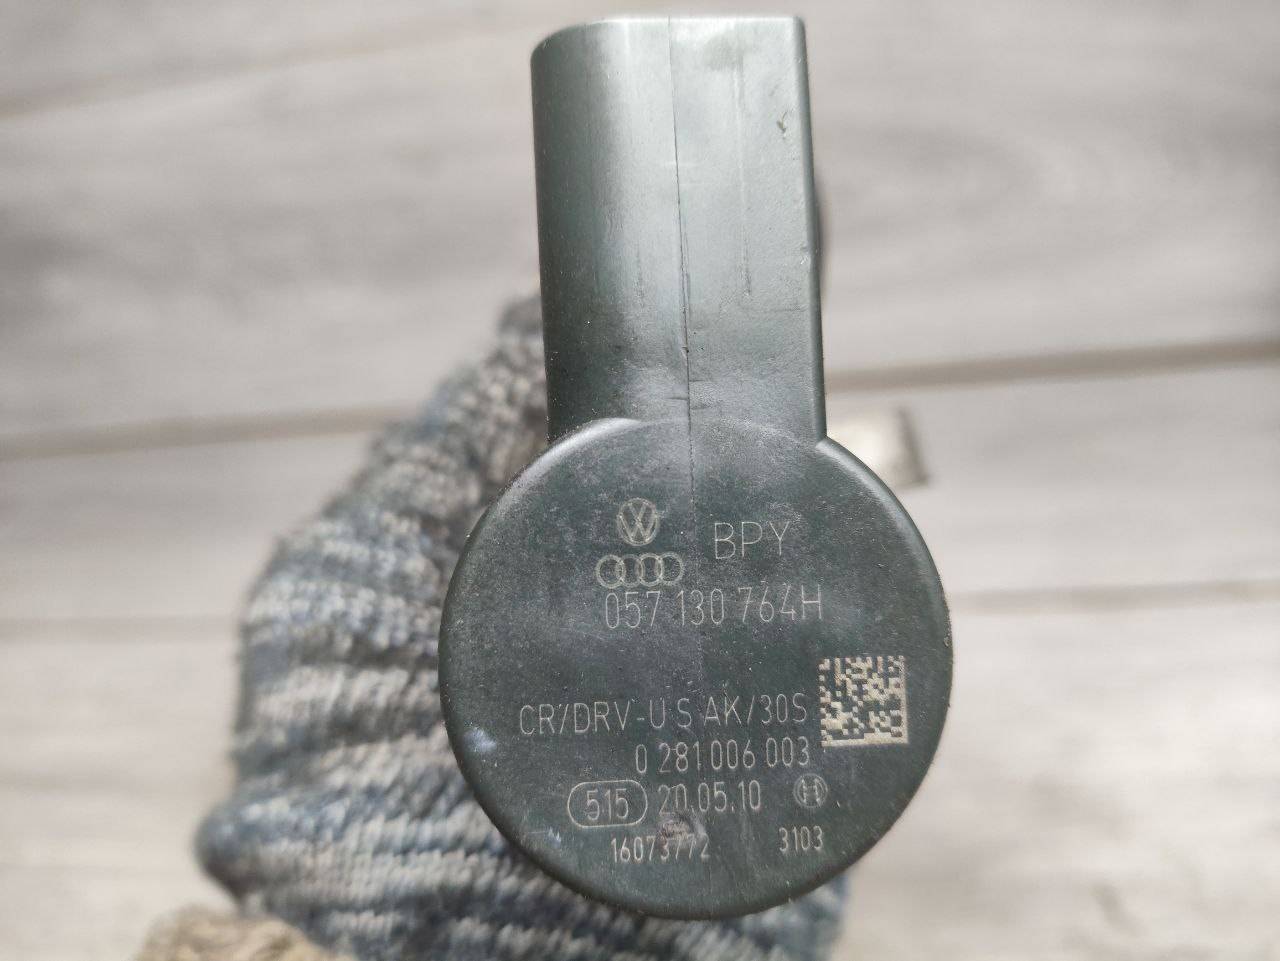 BPY
057 130 764H
CR/DRV-U S AK/30S
0 281 006 003
515 20.05.10
16073772 3103